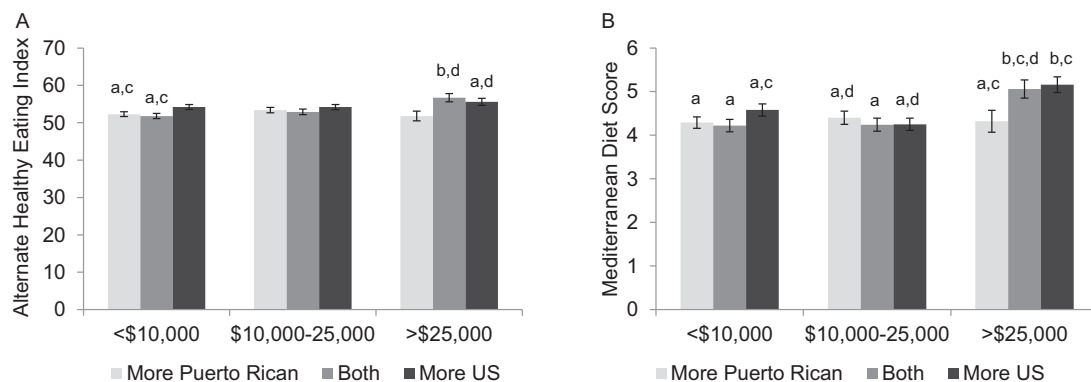 A
Alternate Healthy Eating Index
70
60
50
40
30
20
10
0
a,c
a,c
b,d
a,d
<$10,000
$10,000-25,000
>$25,000
More Puerto Rican
Both
More US
B
Mediterranean Diet Score
6
5
4
3
2
1
0
a
a
a,c
a,d
a
a,d
a,c
b,c,d
b,c
<$10,000
$10,000-25,000
>$25,000
More Puerto Rican
Both
More US